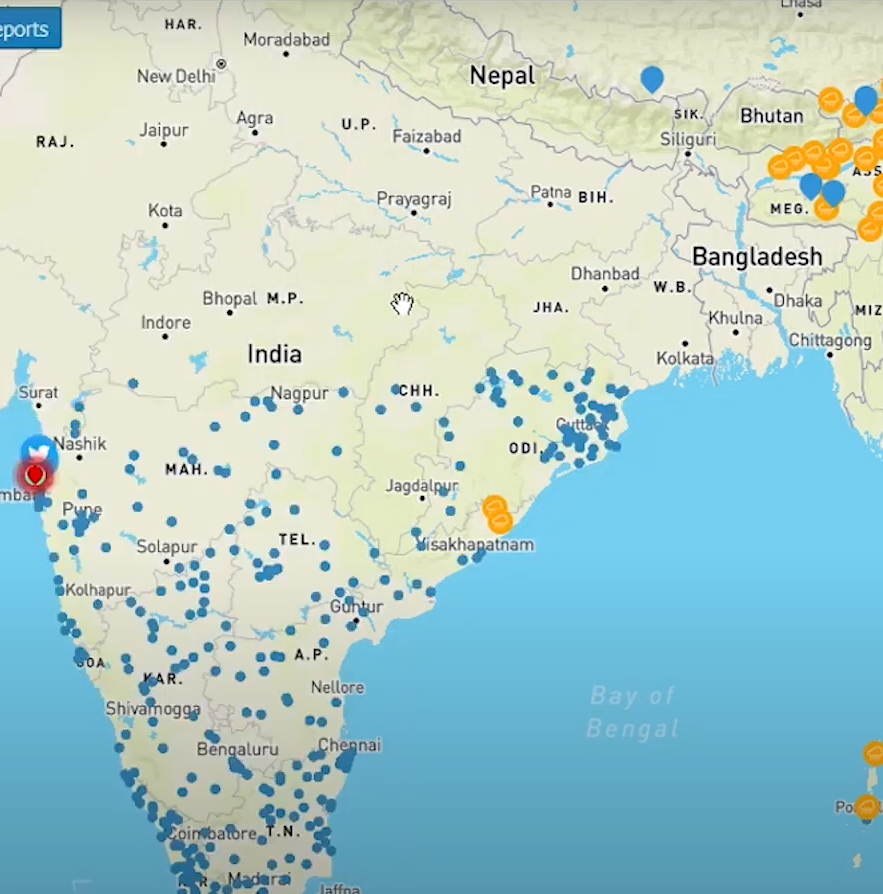 eports
HAR.
Lhasa
Moradabad
New Delhi
Nepal
SIK.
Bhutan
RAJ.
Jaipur
Agra
U.P.
Faizabad
Siliguri
ASS
Kota
Prayagraj
Patna
BIH.
MEG.
Bangladesh
Bhopal
M.P.
Dhanbad
W.B.
Dhaka
Indore
JHA.
Khulna
MIZ
India
Kolkata
Chittagong
Surat
Nagpur
CHH.
Cuttack
Nashik
MAH.
ODI.
mba
Jagdalpur
Pune
Solapur
TEL.
Visakhapatnam
Kolhapur
Guntur
GOA
KAR.
A.P.
Nellore
Bay of
Bengal
Shivamogga
Bengaluru
Chennai
Coimbatore
T.N.
Po
Madurai
Jaffna